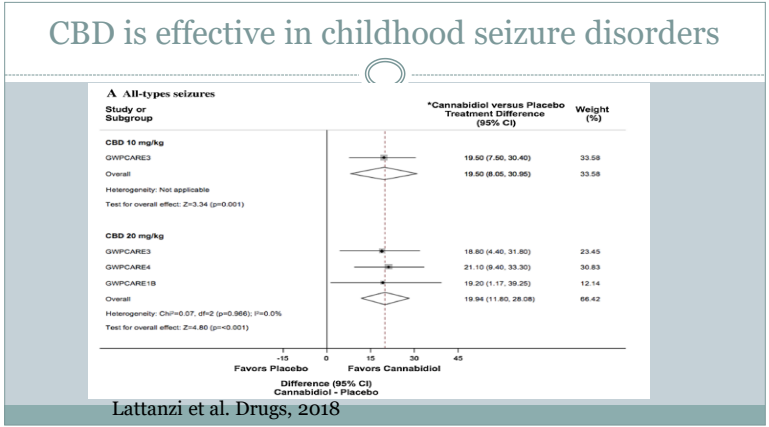 CBD is effective in childhood seizure disorders
A All-types seizures
Study or Subgroup
*Cannabidiol versus Placebo Treatment Difference (95% CI)
Weight (%)
CBD 10 mg/kg
GWPCARE3 19.50 (7.50, 30.40) 33.58
Overall 19.50 (8.05, 30.95) 33.58
Heterogeneity: Not applicable
Test for overall effect: Z=3.34 (p=0.001)
CBD 20 mg/kg
GWPCARE3 18.80 (4.40, 31.80) 23.45
GWPCARE4 21.10 (9.40, 33.30) 30.83
GWPCARE1B 19.20 (1.17, 39.25) 12.14
Overall 19.94 (11.80, 28.08) 66.42
Heterogeneity: Chi²=0.07, df=2 (p=0.966); I²=0.0%
Test for overall effect: Z=4.80 (p=<0.001)
-15 0 15 30 45
Favors Placebo Favors Cannabidiol
Difference (95% CI)
Cannabidiol - Placebo
Lattanzi et al. Drugs, 2018